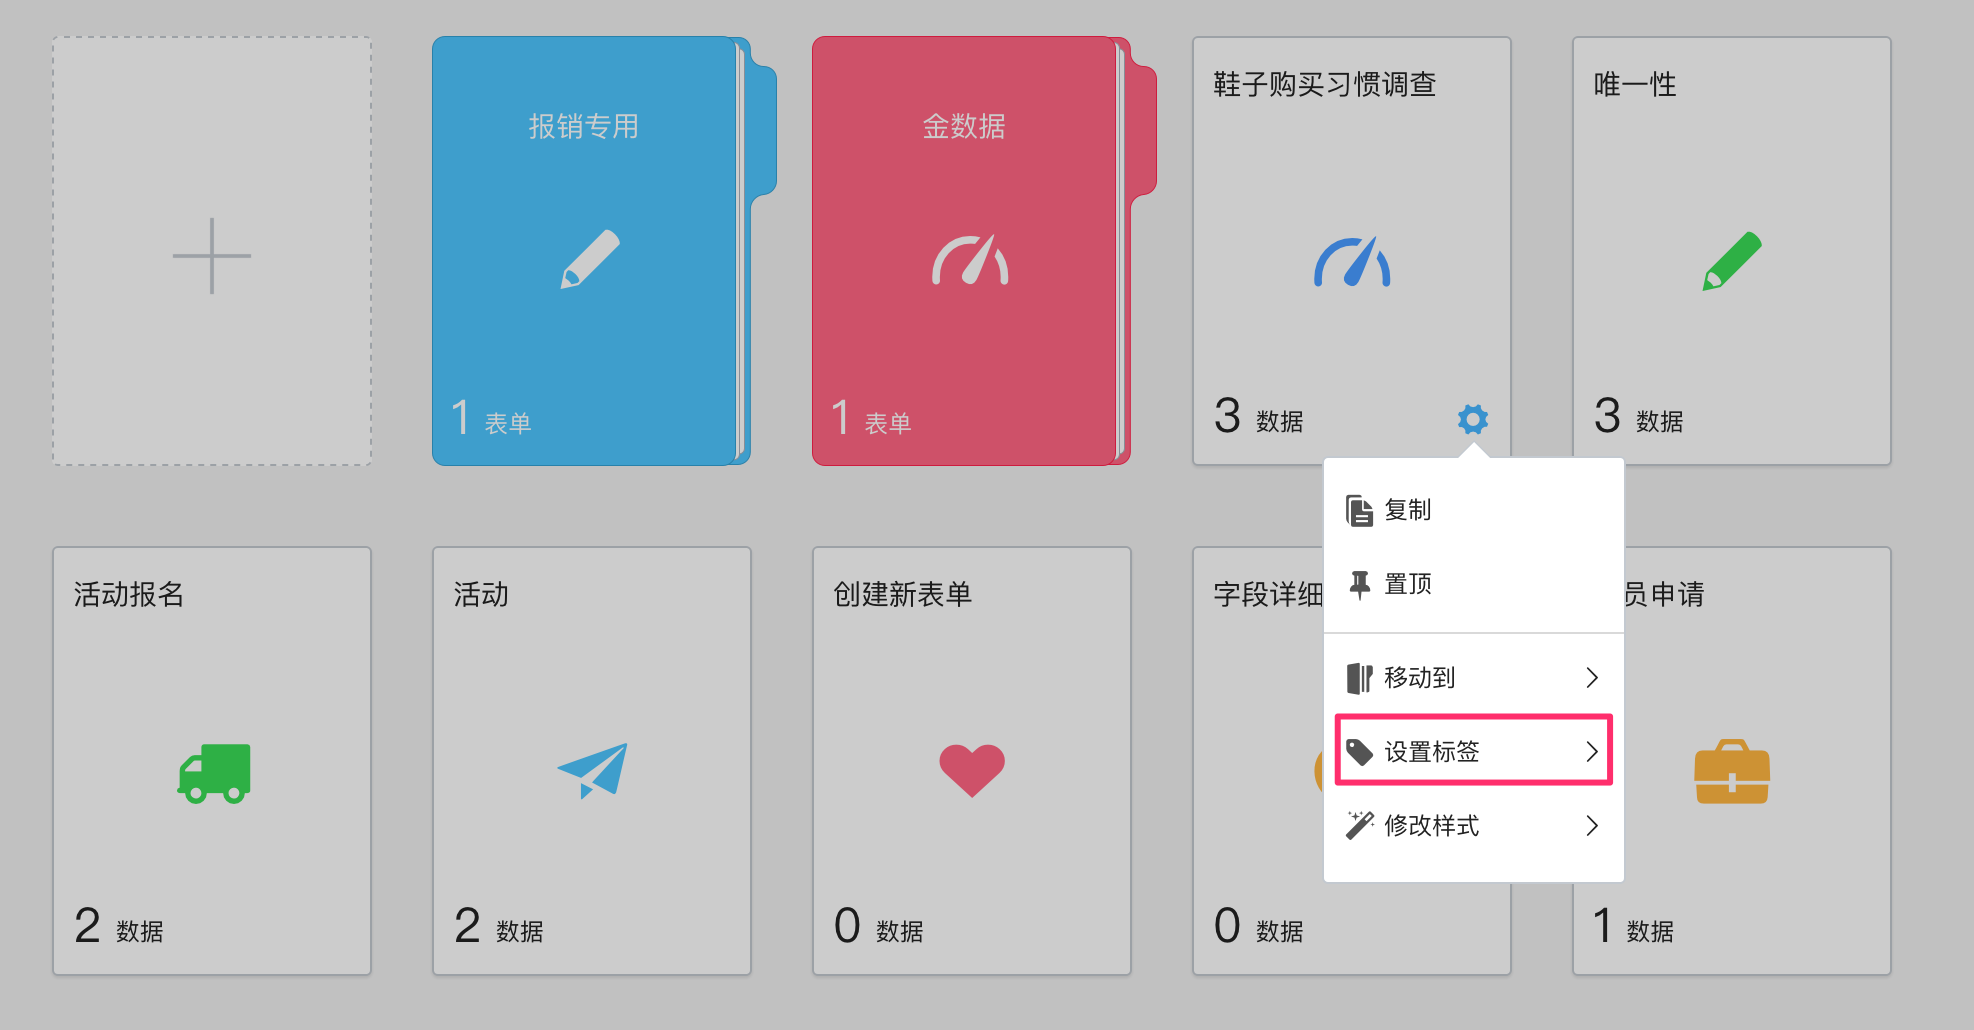 报销专用
1 表单
金数据
1 表单
鞋子购买习惯调查
3 数据
唯一性
3 数据
复制
置顶
移动到
设置标签
修改样式
活动报名
2 数据
活动
2 数据
创建新表单
0 数据
字段详细
0 数据
员申请
1 数据